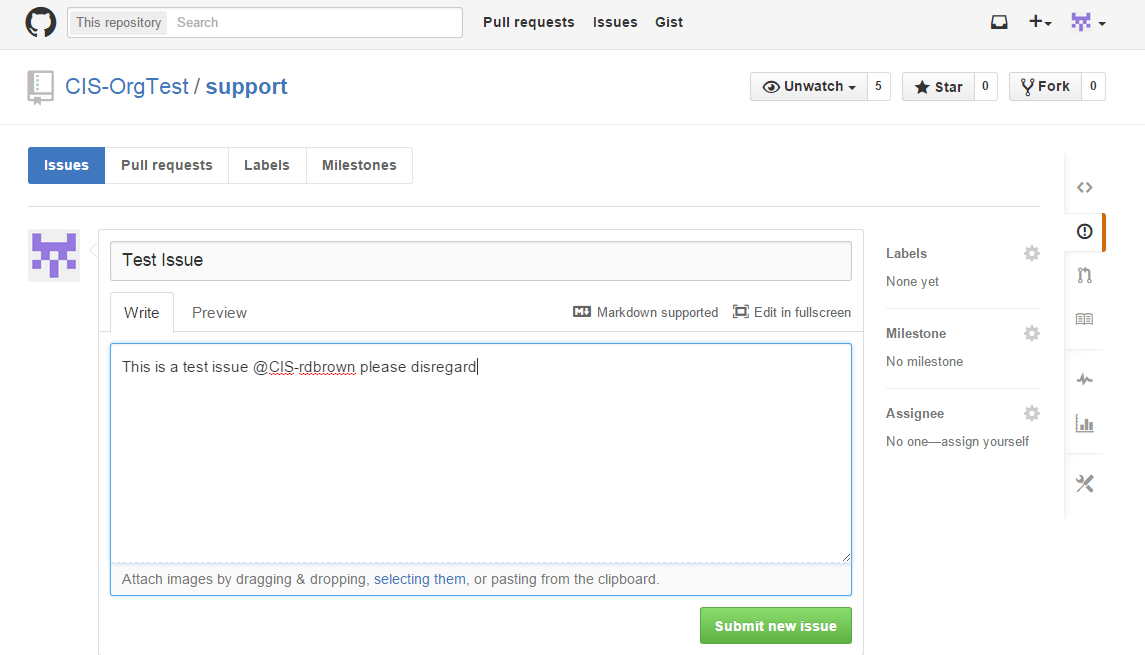 This repository Search Pull requests Issues Gist
CIS-OrgTest / support
Unwatch 5 Star 0 Fork 0
Issues Pull requests Labels Milestones
Test Issue
Write Preview Markdown supported Edit in fullscreen
This is a test issue @CIS-rdbrown please disregard
Attach images by dragging & dropping, selecting them, or pasting from the clipboard.
Submit new issue
Labels
None yet
Milestone
No milestone
Assignee
No one—assign yourself